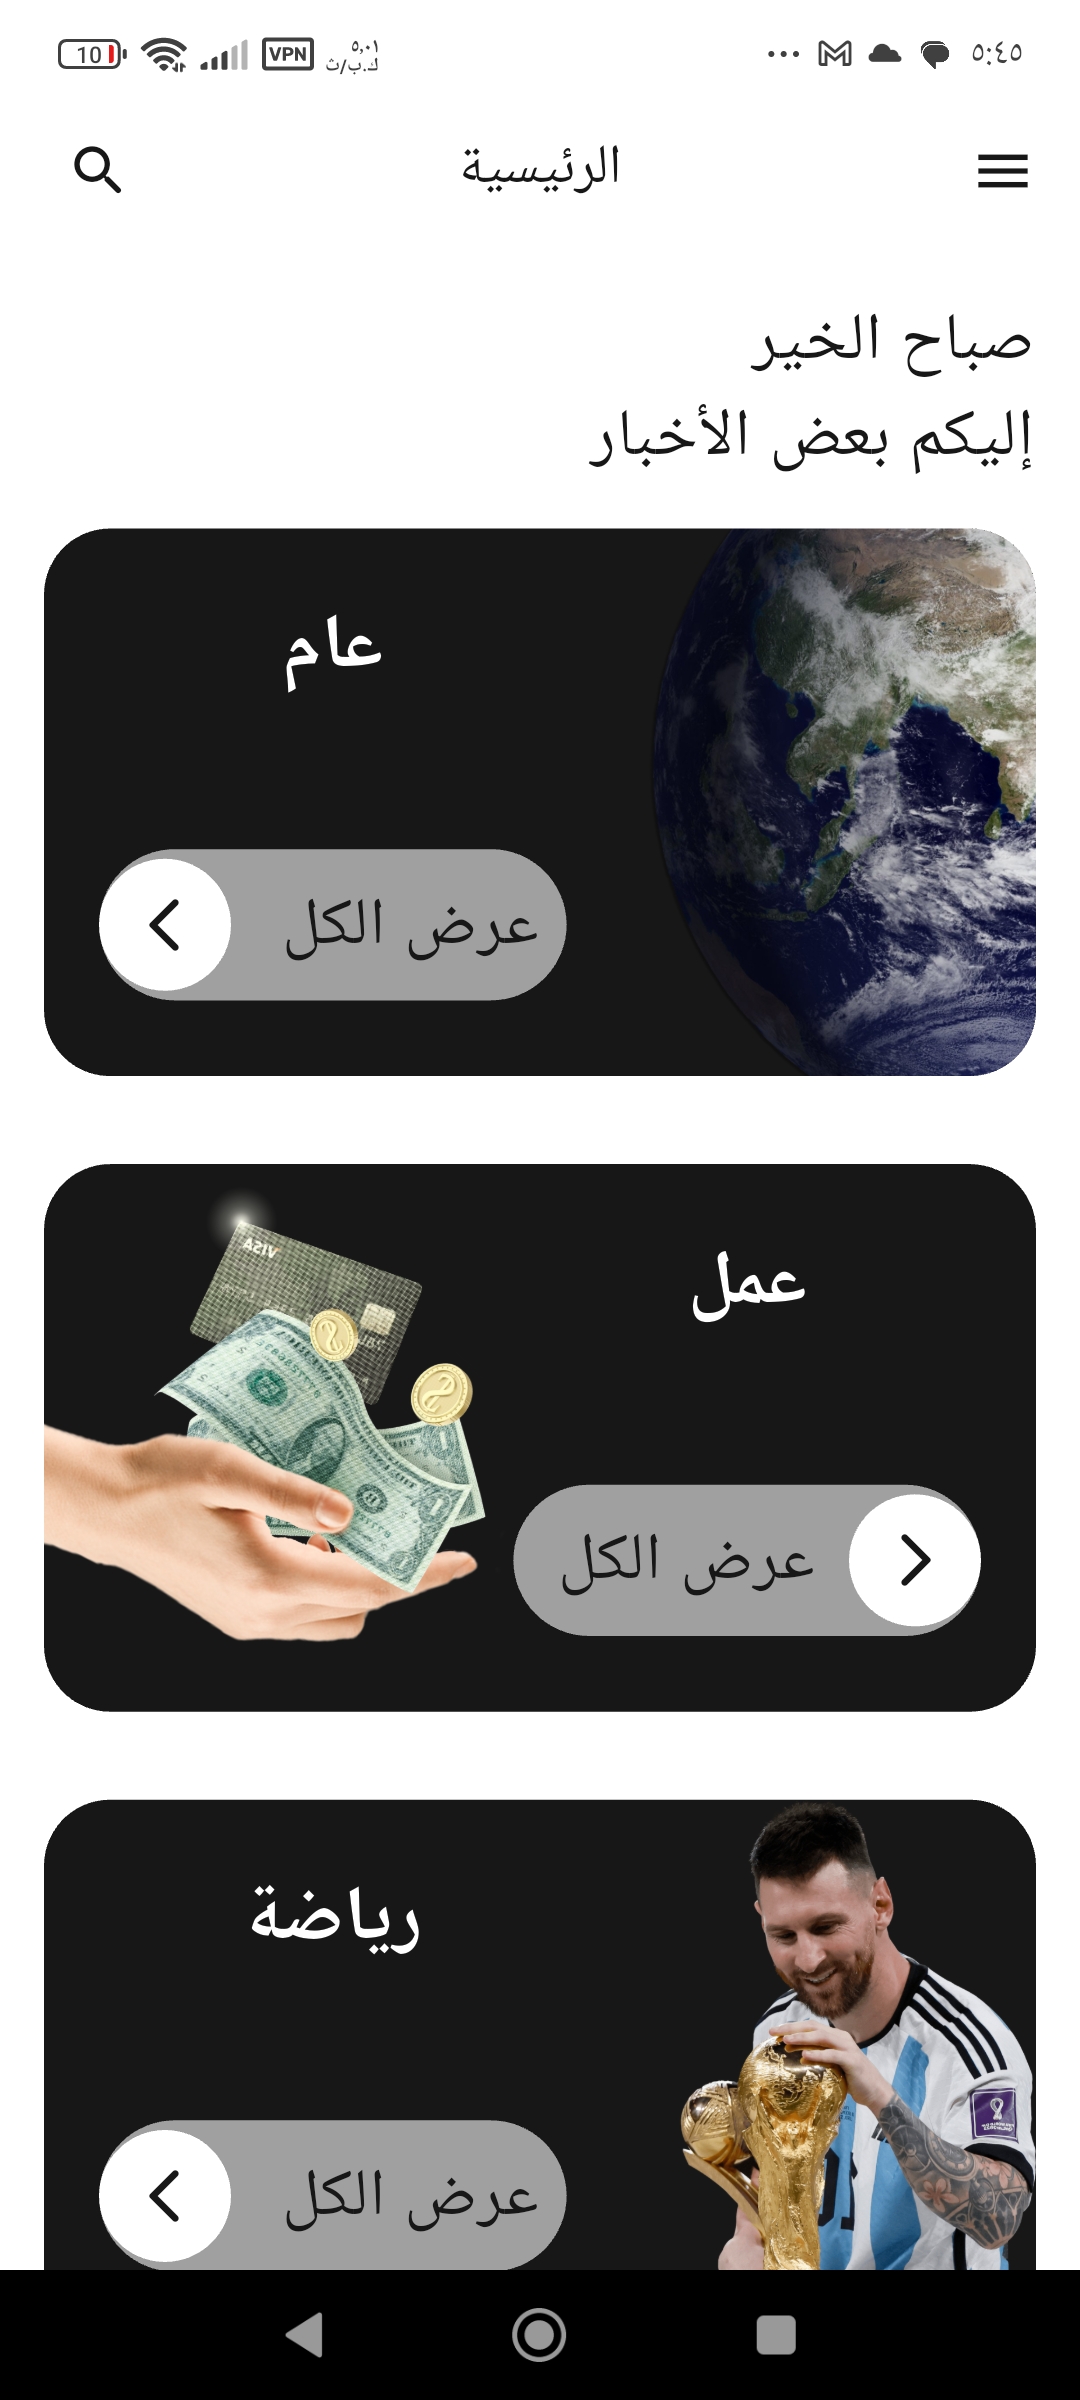 ٥:٤٥
10
VPN
٥,٠١
ك.ب/ث
الرئيسية
صباح الخير
إليكم بعض الأخبار
عام
عرض الكل
عمل
VISA
عرض الكل
رياضة
عرض الكل